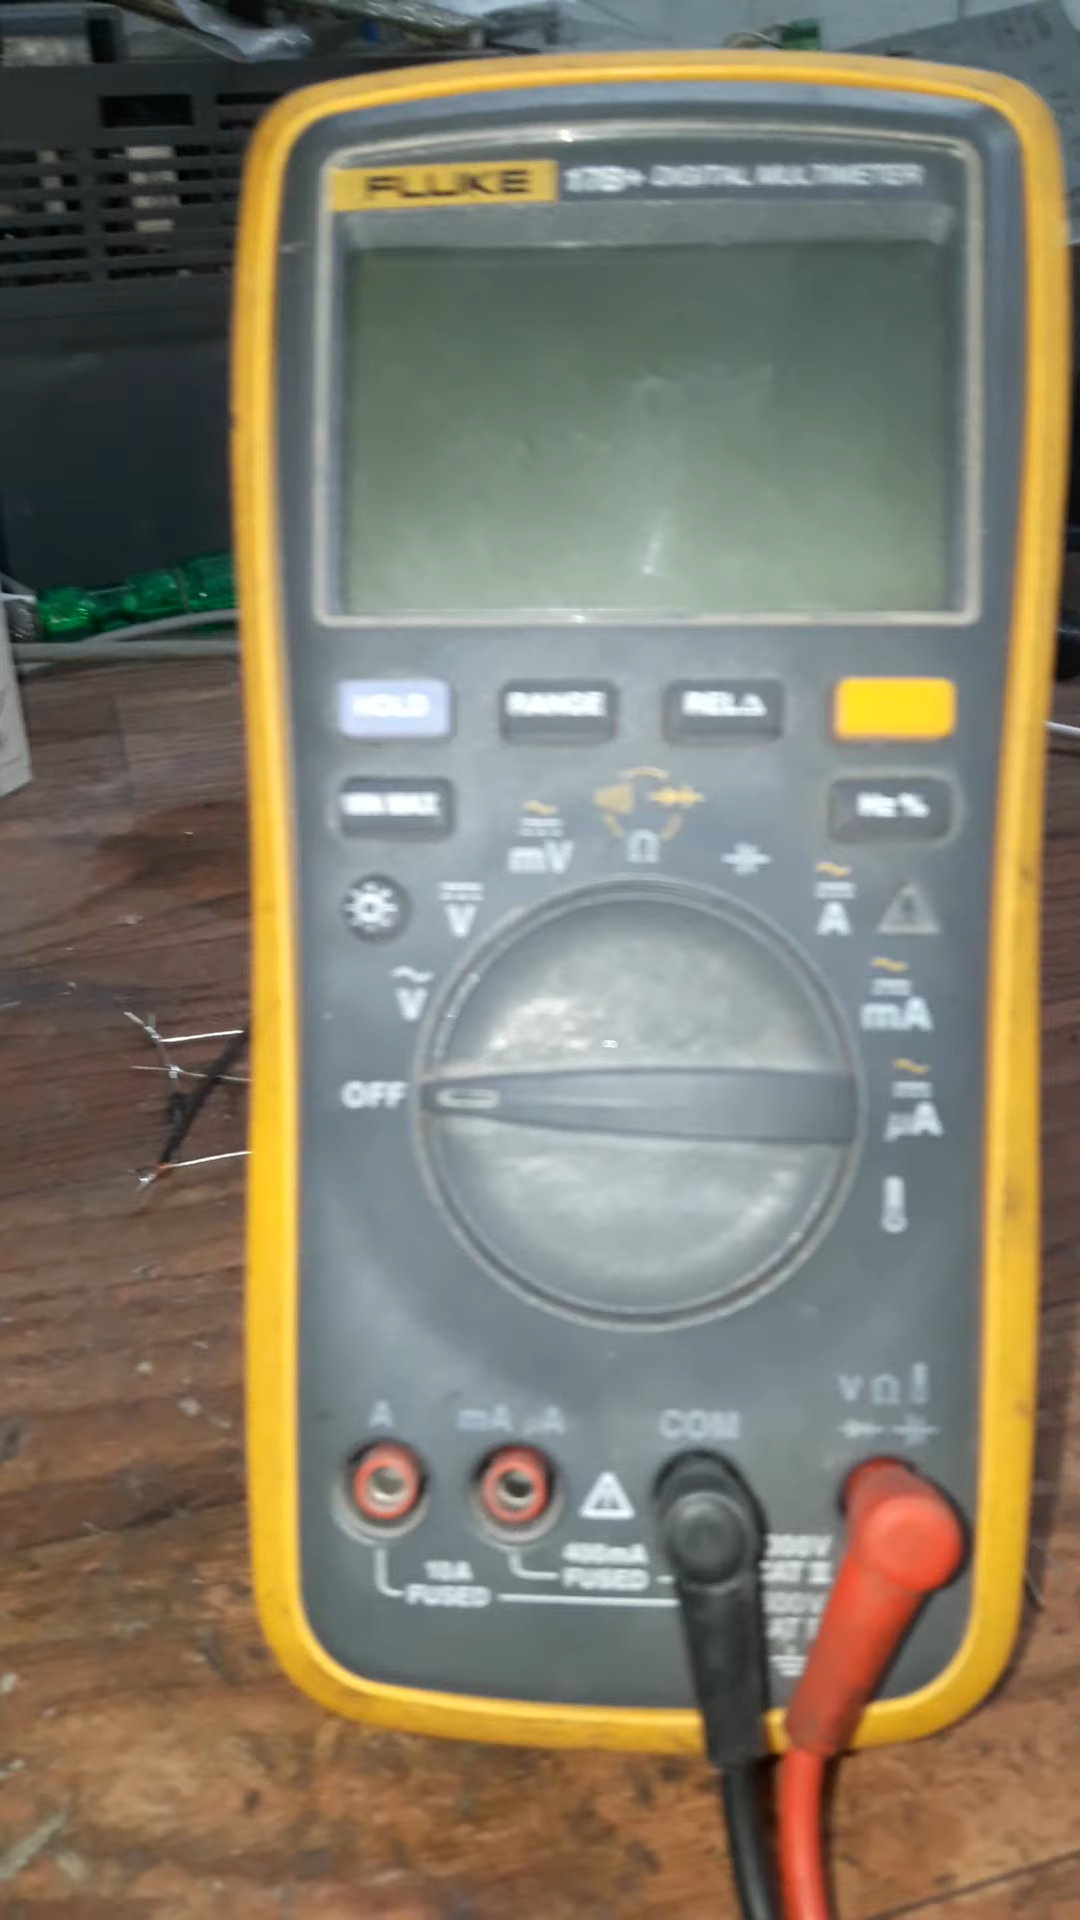 FLUKE DIGITAL MULTIMETER
HOLD RANGE REL△
MIN MAX Hz %
mV Ω
V A
V mA
OFF µA
V Ω
A mA µA COM
10A FUSED
400mA FUSED